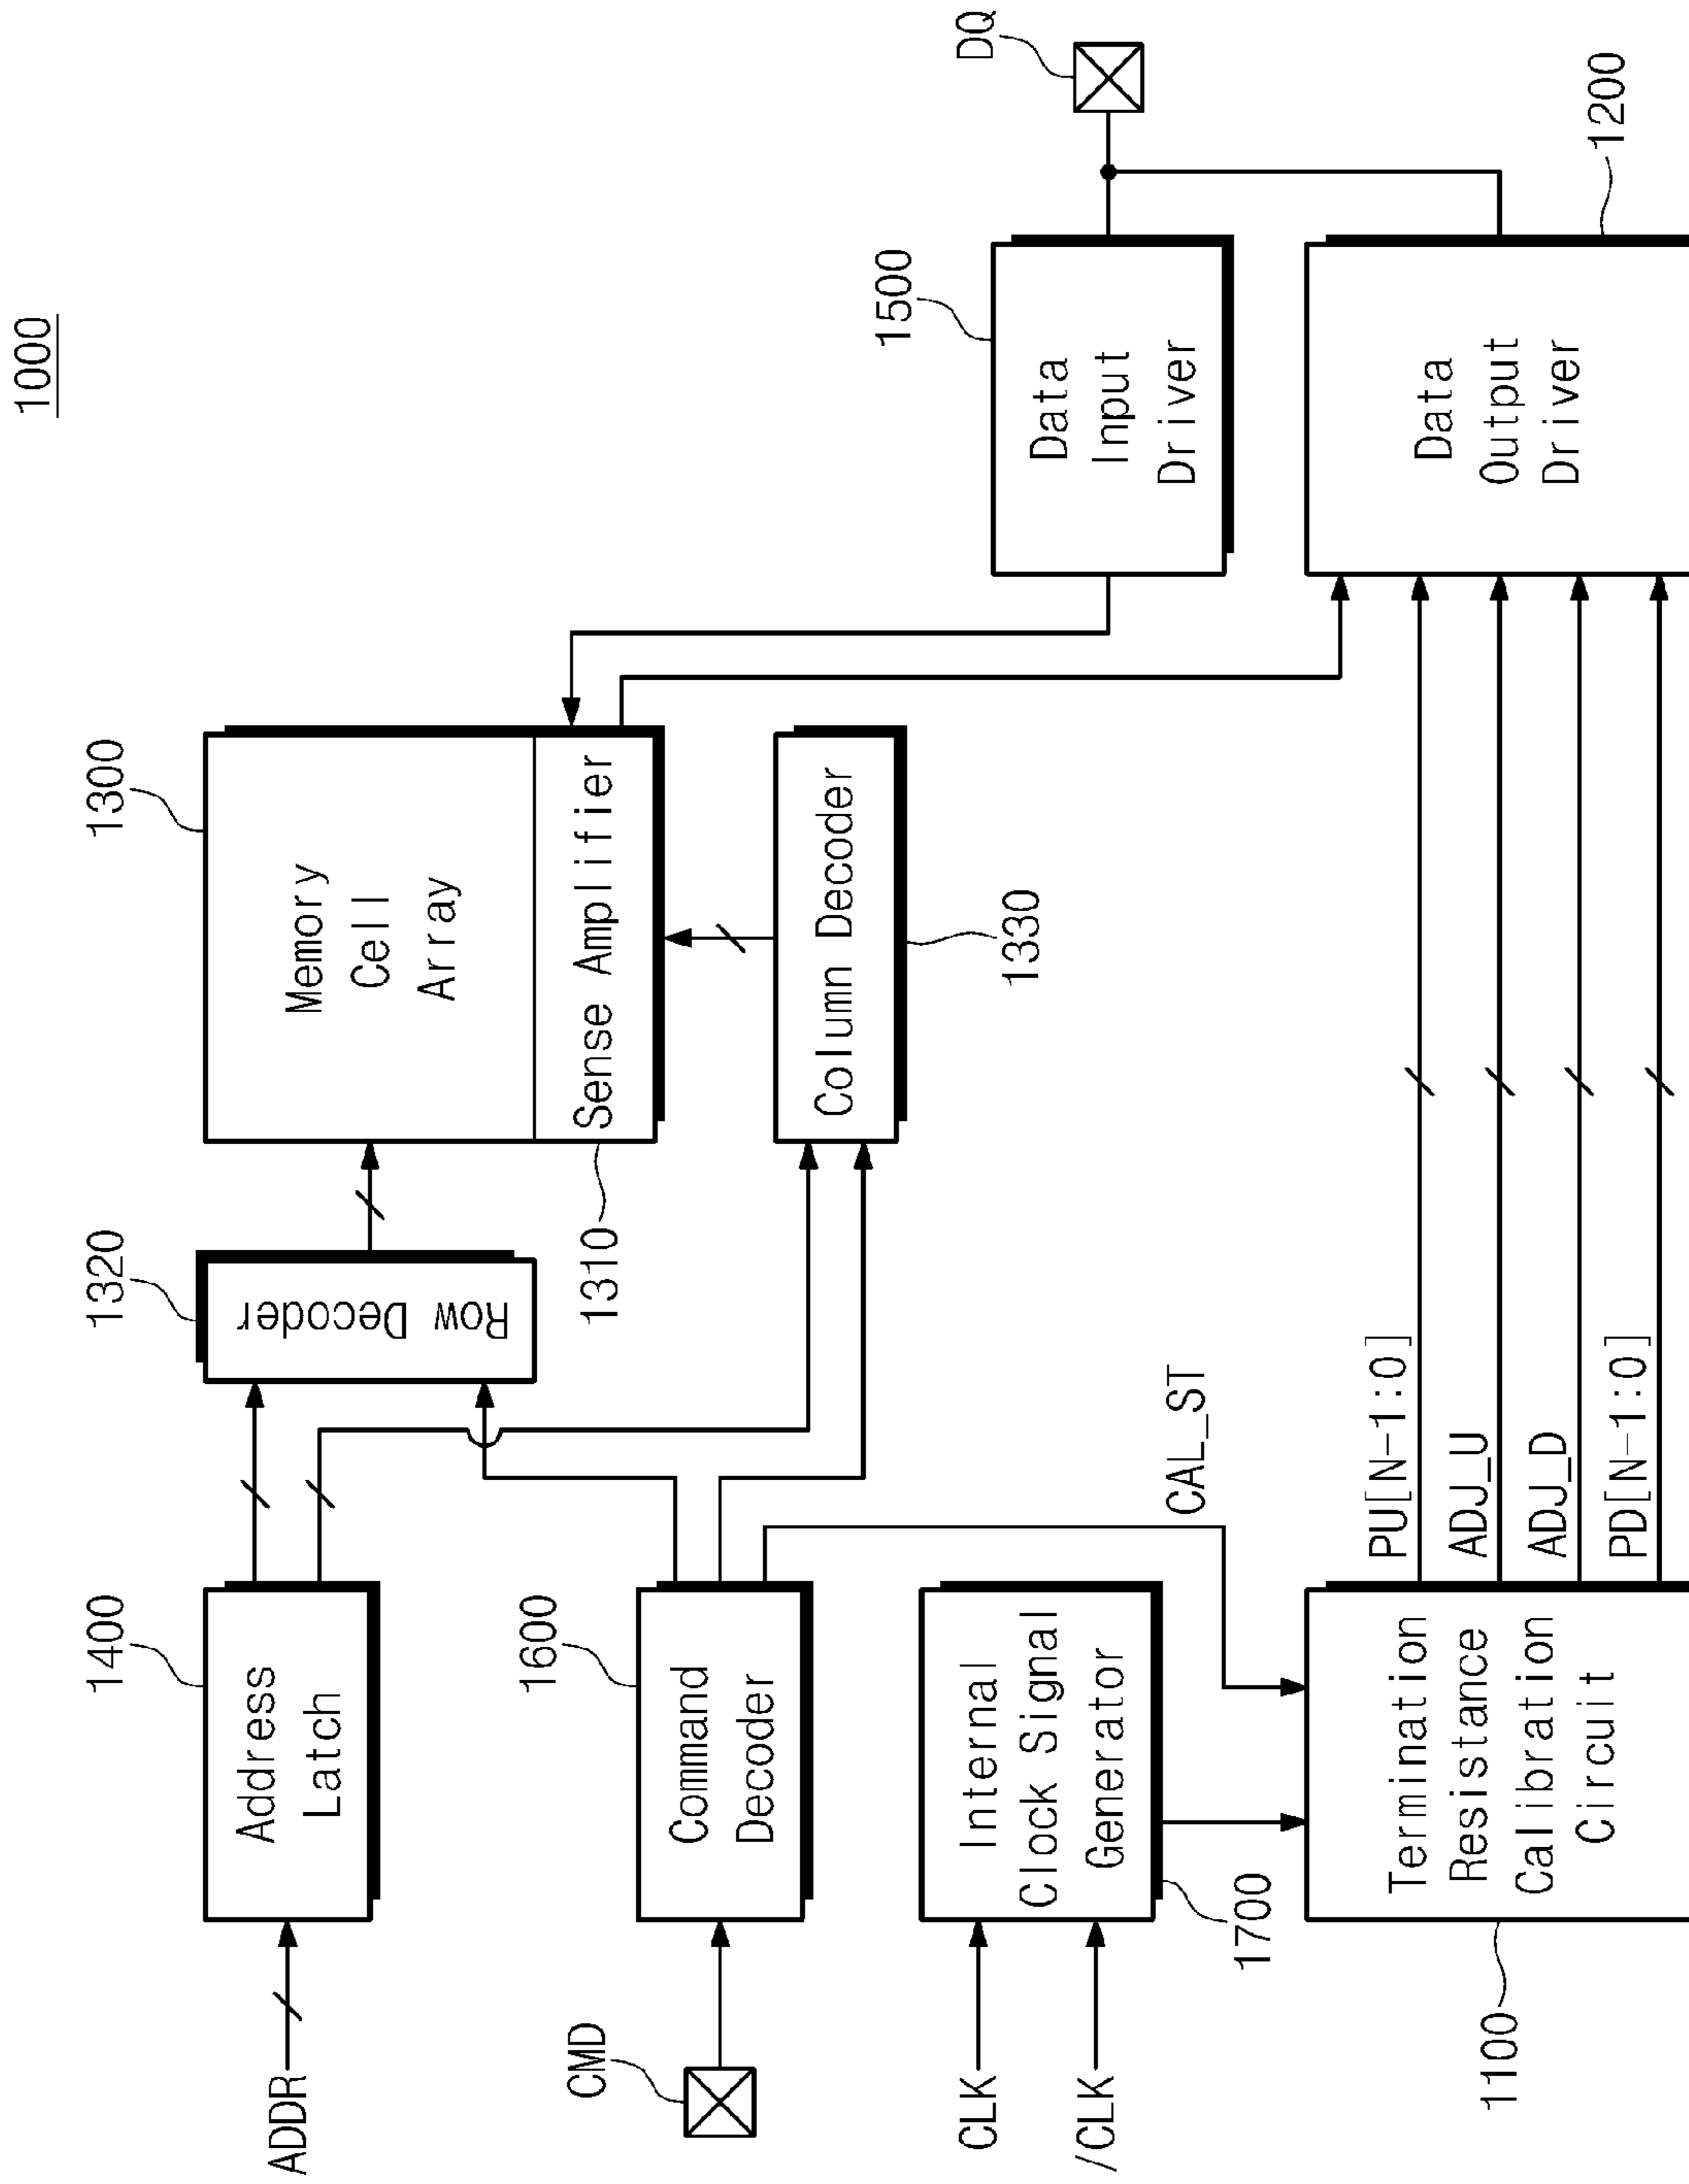 1000
1400
1320
1300
Address
Latch
ADDR
Row Decoder
Memory
Cell
Array
Sense Amplifier
1310
1600
CMD
Command
Decoder
Column Decoder
1330
1500
DQ
Data
Input
Driver
CLK
/CLK
Internal
Clock Signal
Generator
1700
CAL_ST
1100
Termination
Resistance
Calibration
Circuit
PU[N-1:0]
ADJ_U
ADJ_D
PD[N-1:0]
Data
Output
Driver
1200